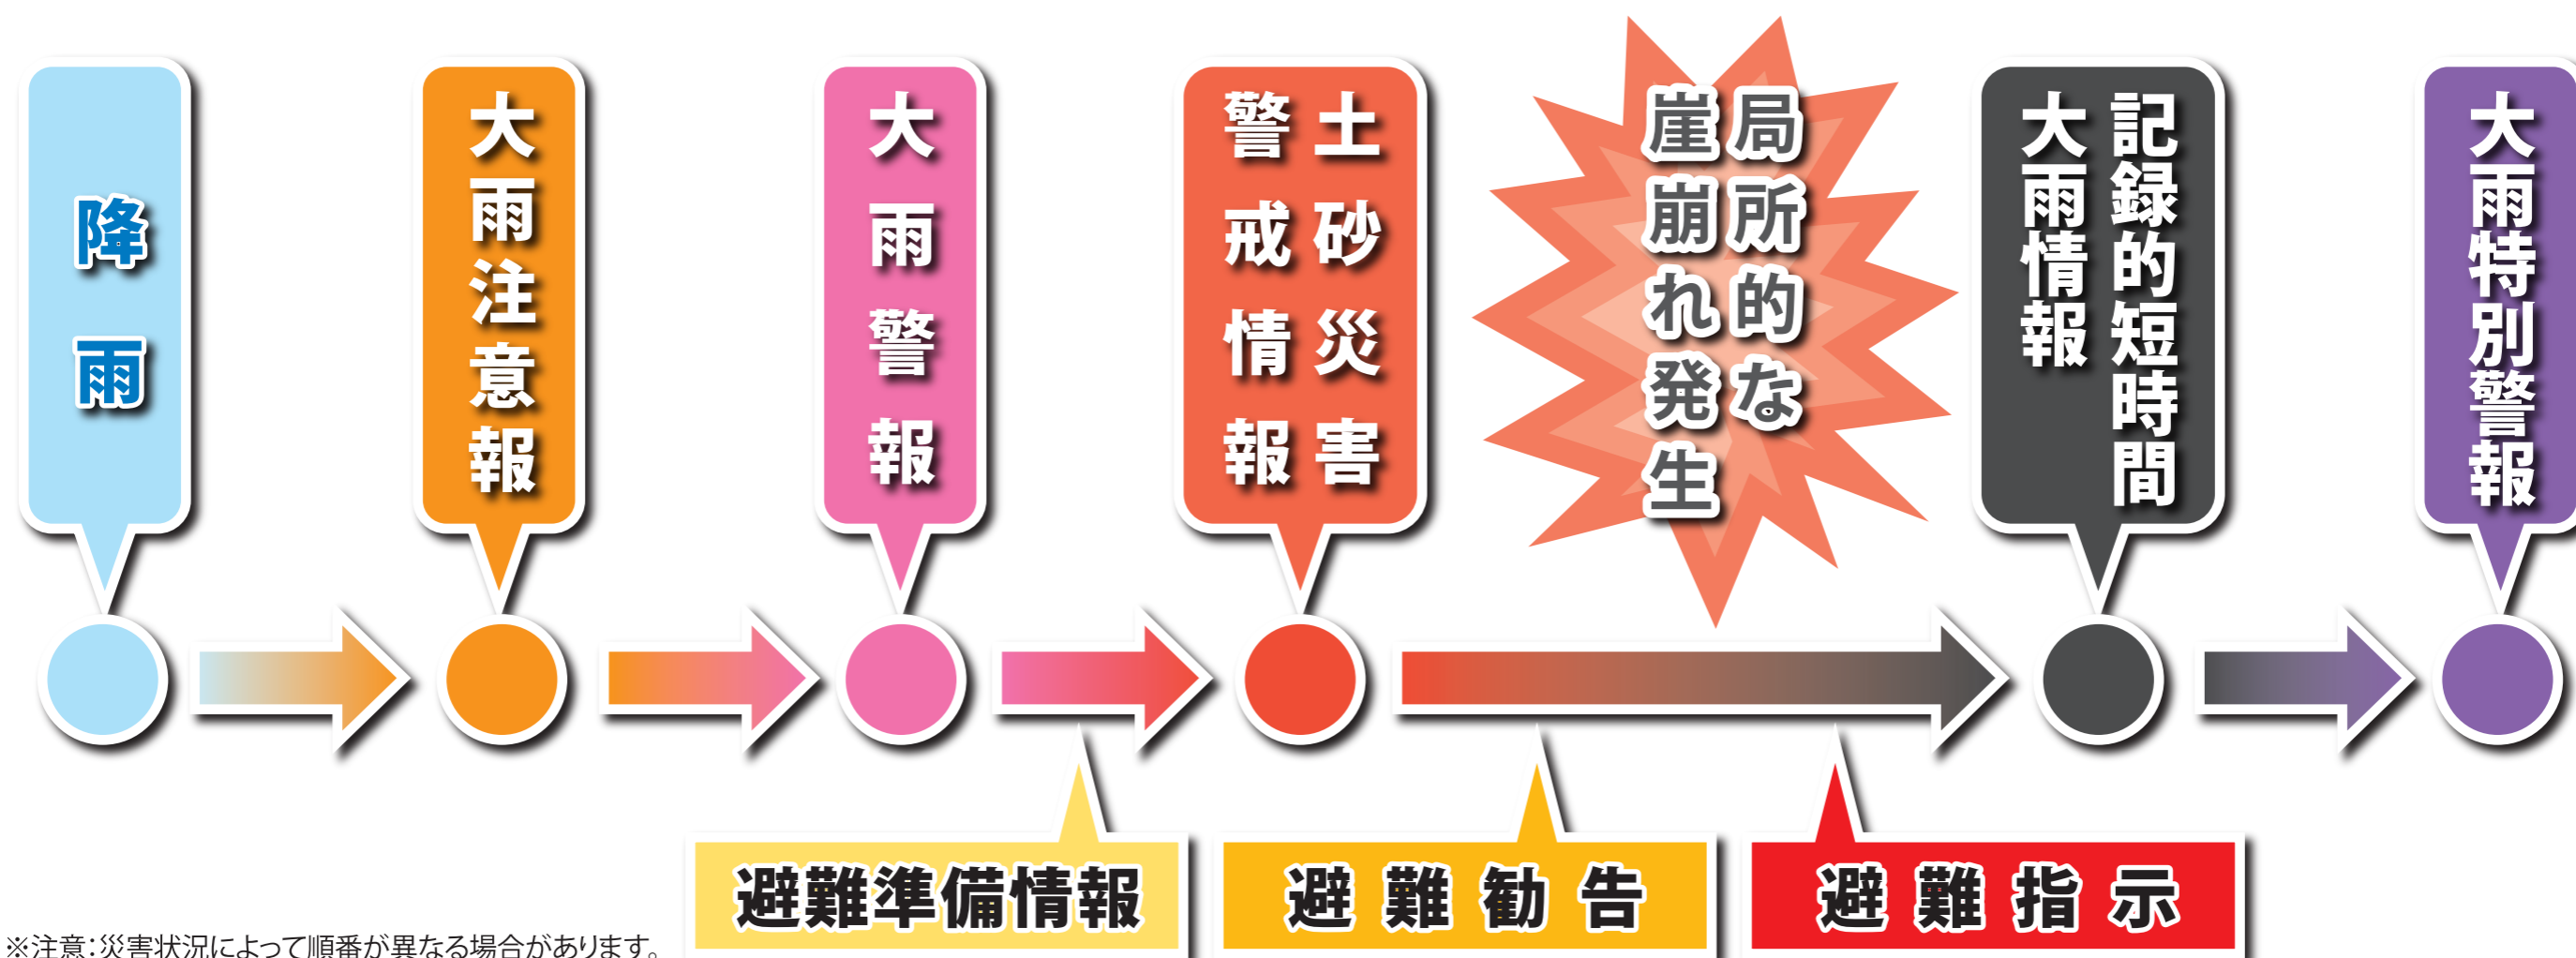 降雨
大雨注意報
大雨警報
土砂災害
警戒情報
局所的な
崖崩れ発生
記録的短時間
大雨情報
大雨特別警報
避難準備情報
避難勧告
避難指示
※注意：災害状況によって順番が異なる場合があります。